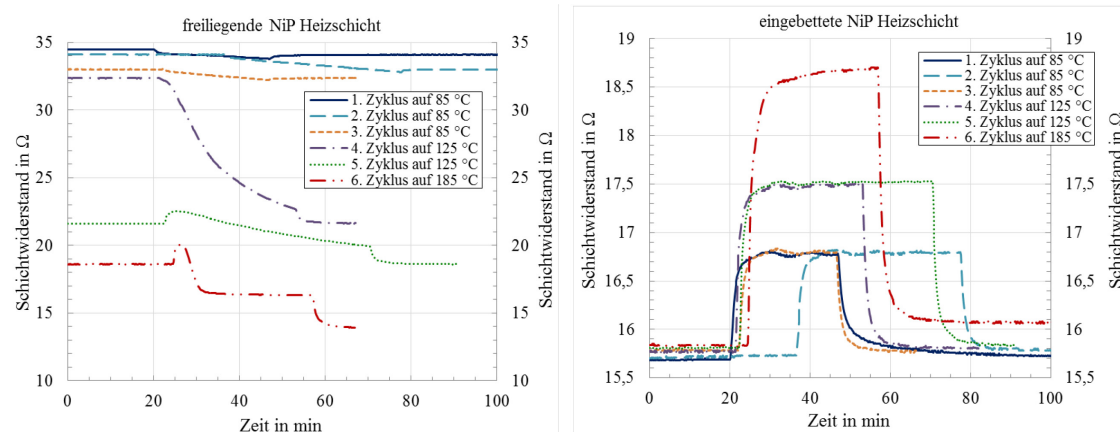 freiliegende NiP Heizschicht
35
30
25
20
15
10
35
30
25
20
15
10
Schichtwiderstand in Ω
Schichtwiderstand in Ω
1. Zyklus auf 85 °C
2. Zyklus auf 85 °C
3. Zyklus auf 85 °C
4. Zyklus auf 125 °C
5. Zyklus auf 125 °C
6. Zyklus auf 185 °C
0 20 40 60 80 100
Zeit in min
eingebettete NiP Heizschicht
19
18,5
18
17,5
17
16,5
16
15,5
19
18,5
18
17,5
17
16,5
16
15,5
Schichtwiderstand in Ω
Schichtwiderstand in Ω
1. Zyklus auf 85 °C
2. Zyklus auf 85 °C
3. Zyklus auf 85 °C
4. Zyklus auf 125 °C
5. Zyklus auf 125 °C
6. Zyklus auf 185 °C
0 20 40 60 80 100
Zeit in min